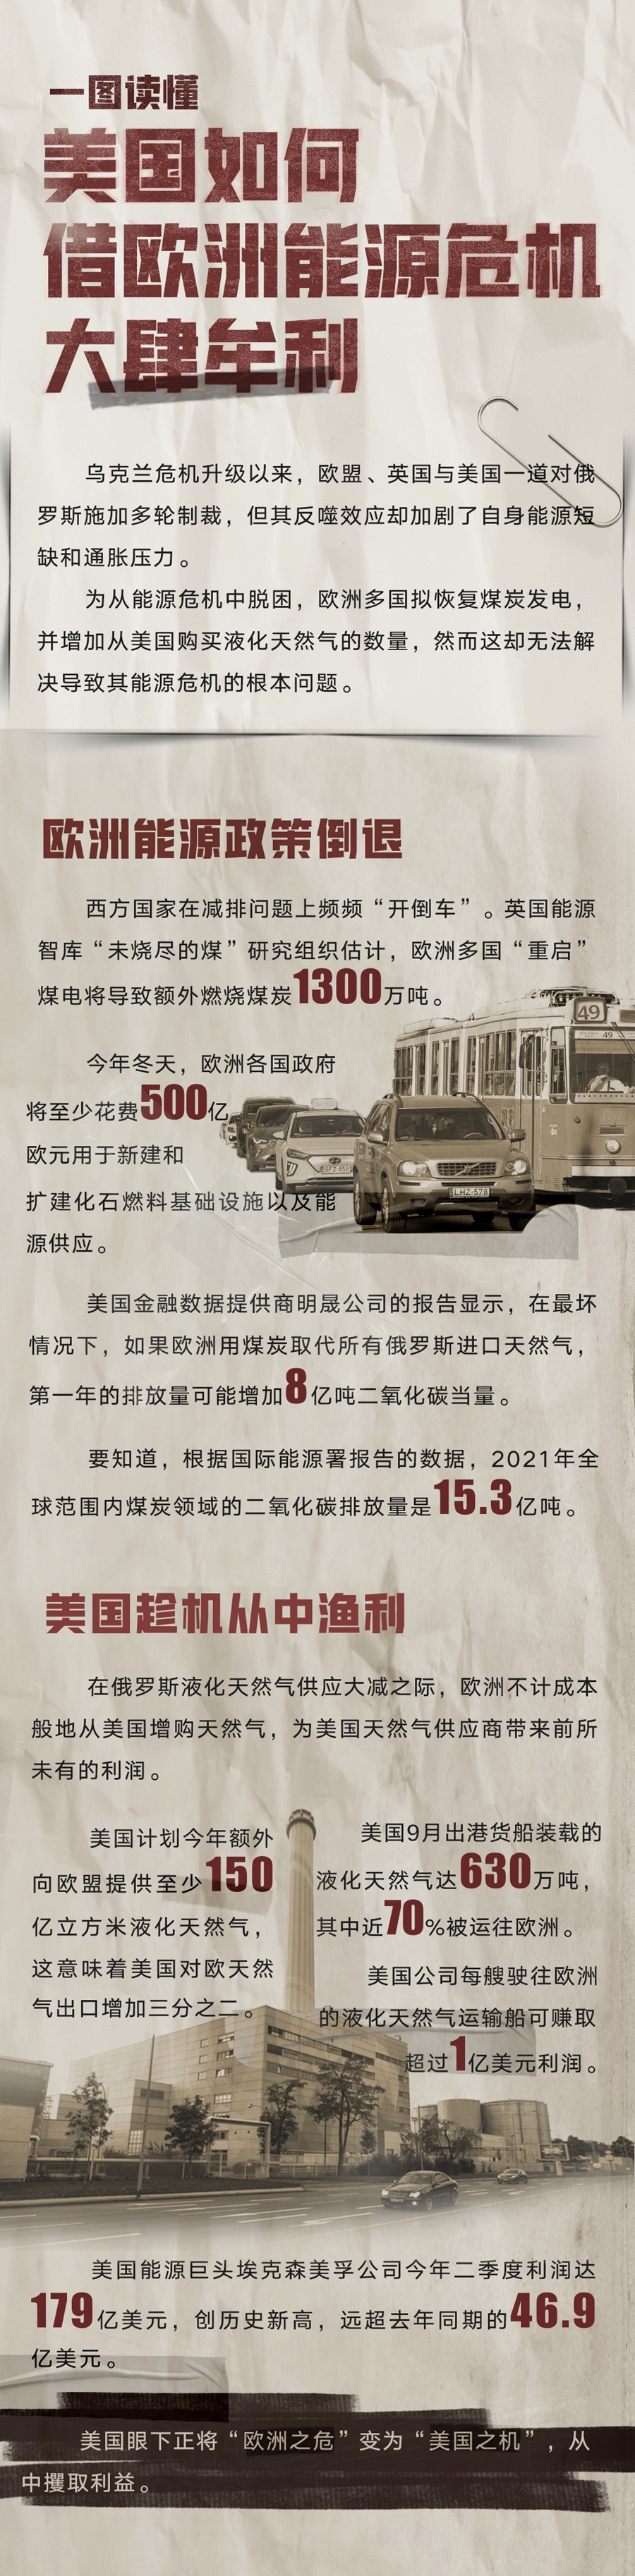 一图读懂
美国如何
借欧洲能源危机
大肆牟利
乌克兰危机升级以来，欧盟、英国与美国一道对俄
罗斯施加多轮制裁，但其反噬效应却加剧了自身能源短
缺和通胀压力。
为从能源危机中脱困，欧洲多国拟恢复煤炭发电，
并增加从美国购买液化天然气的数量，然而这却无法解
决导致其能源危机的根本问题。
欧洲能源政策倒退
西方国家在减排问题上频频“开倒车”。英国能源
智库“未烧尽的煤”研究组织估计，欧洲多国“重启”
煤电将导致额外燃烧煤炭1300万吨。
49
49
今年冬天，欧洲各国政府
将至少花费500亿
欧元用于新建和
扩建化石燃料基础设施以及能
源供应。
LHZ-578
美国金融数据提供商明晟公司的报告显示，在最坏
情况下，如果欧洲用煤炭取代所有俄罗斯进口天然气，
第一年的排放量可能增加8亿吨二氧化碳当量。
要知道，根据国际能源署报告的数据，2021年全
球范围内煤炭领域的二氧化碳排放量是15.3亿吨。
美国趁机从中渔利
在俄罗斯液化天然气供应大减之际，欧洲不计成本
般地从美国增购天然气，为美国天然气供应商带来前所
未有的利润。
美国计划今年额外
向欧盟提供至少150
亿立方米液化天然气，
这意味着美国对欧天然
气出口增加三分之二。
美国9月出港货船装载的
液化天然气达630万吨，
其中近70%被运往欧洲。
美国公司每艘驶往欧洲
的液化天然气运输船可赚取
超过1亿美元利润。
美国能源巨头埃克森美孚公司今年二季度利润达
179亿美元，创历史新高，远超去年同期的46.9
亿美元。
美国眼下正将“欧洲之危”变为“美国之机”，从
中攫取利益。